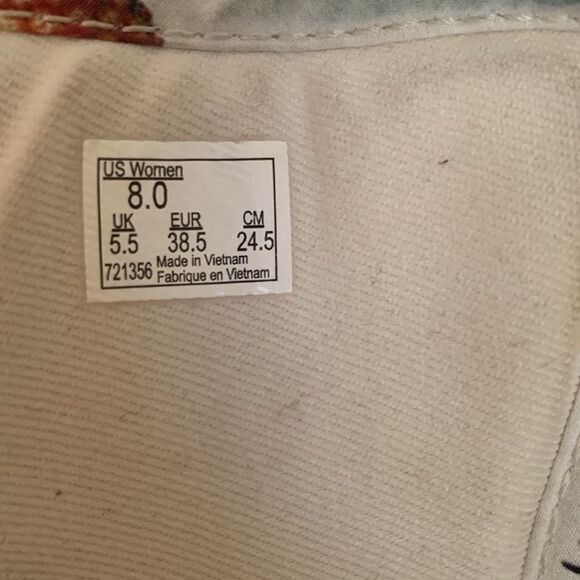 US Women
8.0
UK EUR CM
5.5 38.5 24.5
721356 Made in Vietnam
Fabrique en Vietnam